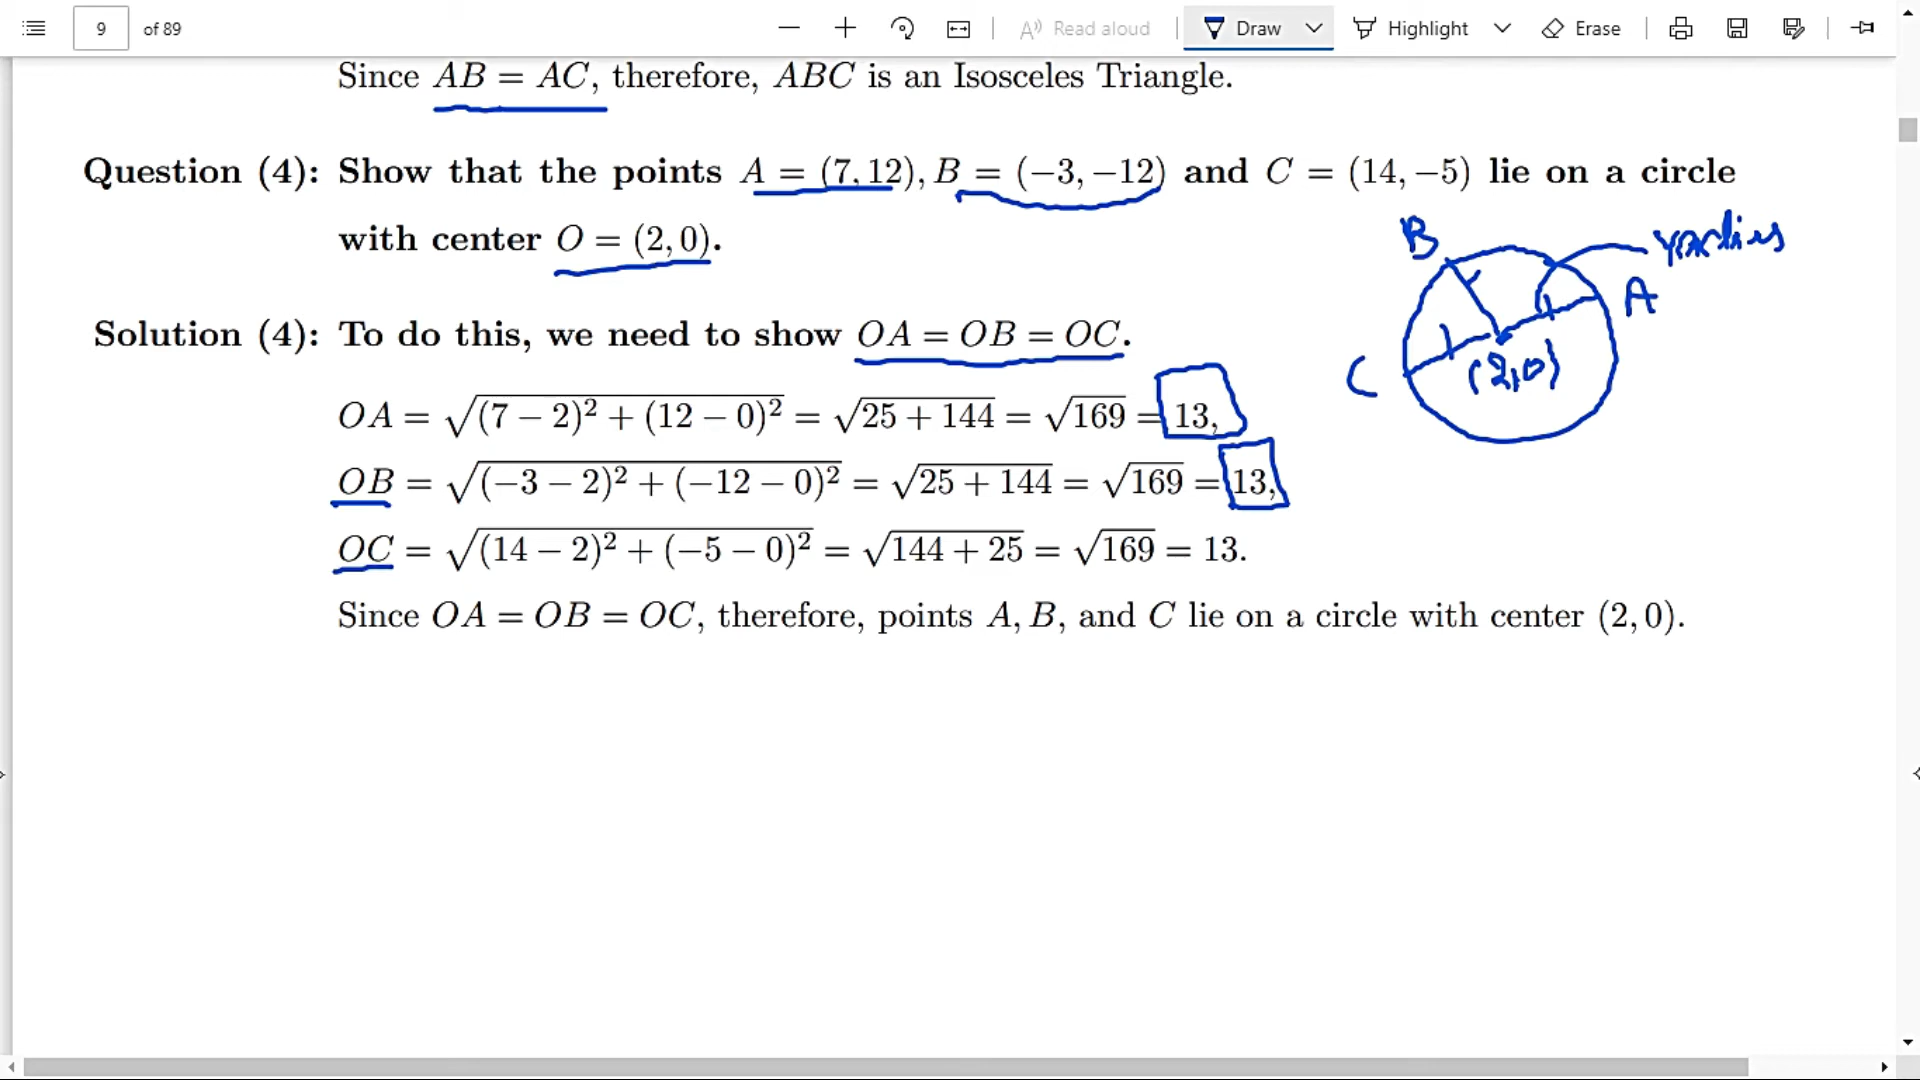 9 of 89 Read aloud Draw Highlight Erase
Since AB = AC, therefore, ABC is an Isosceles Triangle.
Question (4): Show that the points A = (7, 12), B = (−3, −12) and C = (14, −5) lie on a circle
with center O = (2, 0).
B
radius
A
C
(2,0)
Solution (4): To do this, we need to show OA = OB = OC.
OA = √(7 − 2)² + (12 − 0)² = √25 + 144 = √169 = 13,
OB = √(−3 − 2)² + (−12 − 0)² = √25 + 144 = √169 = 13,
OC = √(14 − 2)² + (−5 − 0)² = √144 + 25 = √169 = 13.
Since OA = OB = OC, therefore, points A, B, and C lie on a circle with center (2, 0).